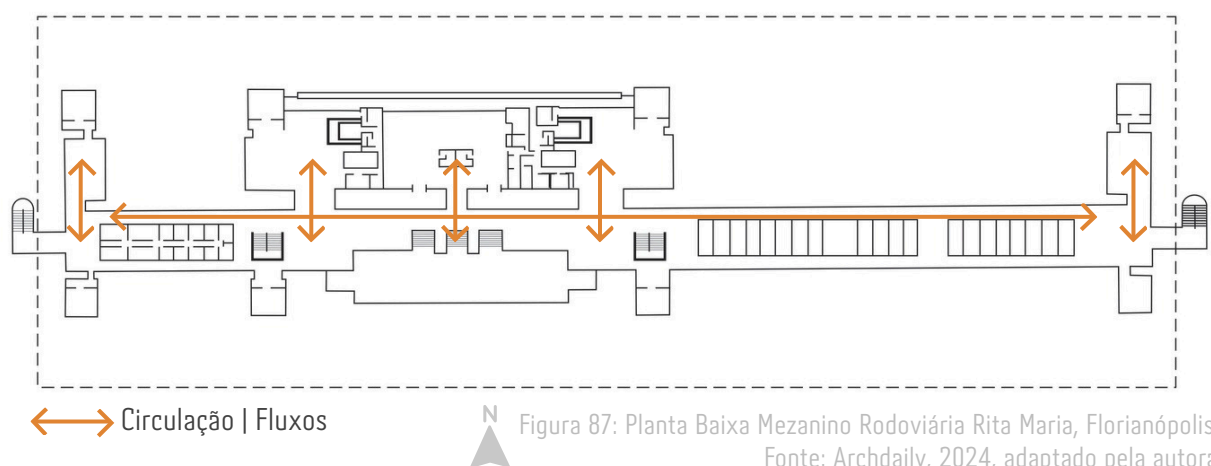 Circulação | Fluxos
N
Figura 87: Planta Baixa Mezanino Rodoviária Rita Maria, Florianópolis
Fonte: Archdaily, 2024, adaptado pela autora